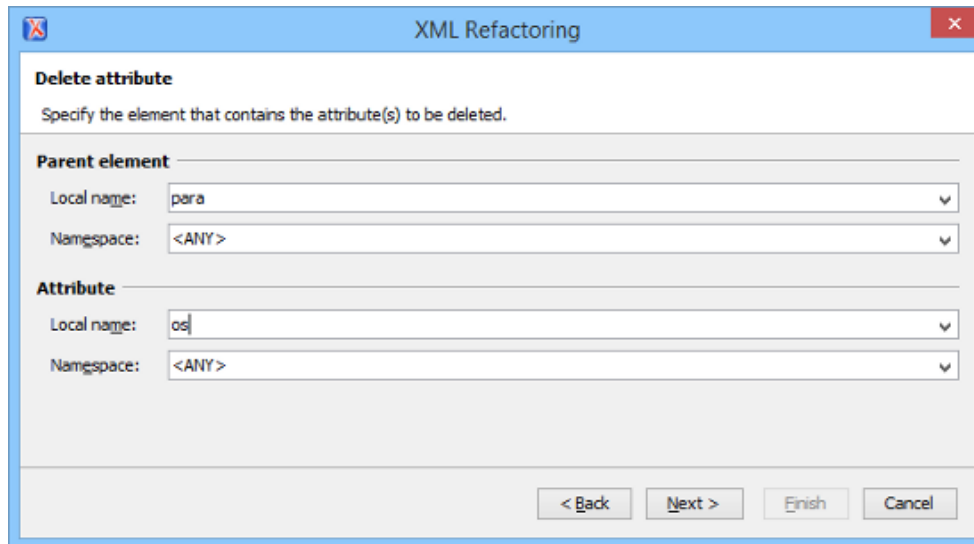 XML Refactoring
Delete attribute
Specify the element that contains the attribute(s) to be deleted.
Parent element
Local name: para
Namespace: <ANY>
Attribute
Local name: os
Namespace: <ANY>
< Back Next > Finish Cancel